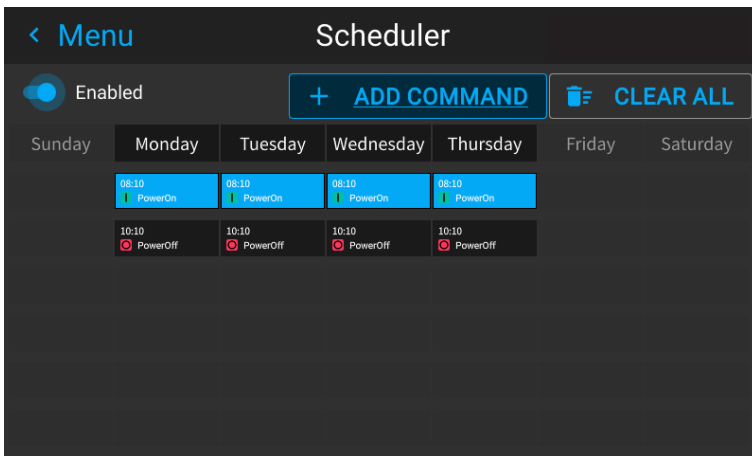 Menu Scheduler
Enabled + ADD COMMAND CLEAR ALL
Sunday Monday Tuesday Wednesday Thursday Friday Saturday
08:10 08:10 08:10 08:10
PowerOn PowerOn PowerOn PowerOn
10:10 10:10 10:10 10:10
PowerOff PowerOff PowerOff PowerOff